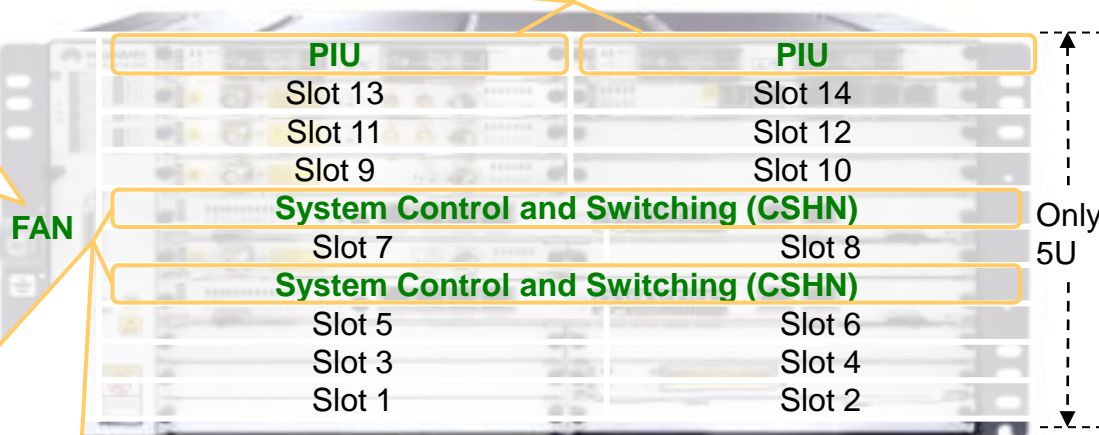 PIU PIU
Slot 13 Slot 14
Slot 11 Slot 12
Slot 9 Slot 10
System Control and Switching (CSHN)
FAN
Only
5U
Slot 7 Slot 8
System Control and Switching (CSHN)
Slot 5 Slot 6
Slot 3 Slot 4
Slot 1 Slot 2